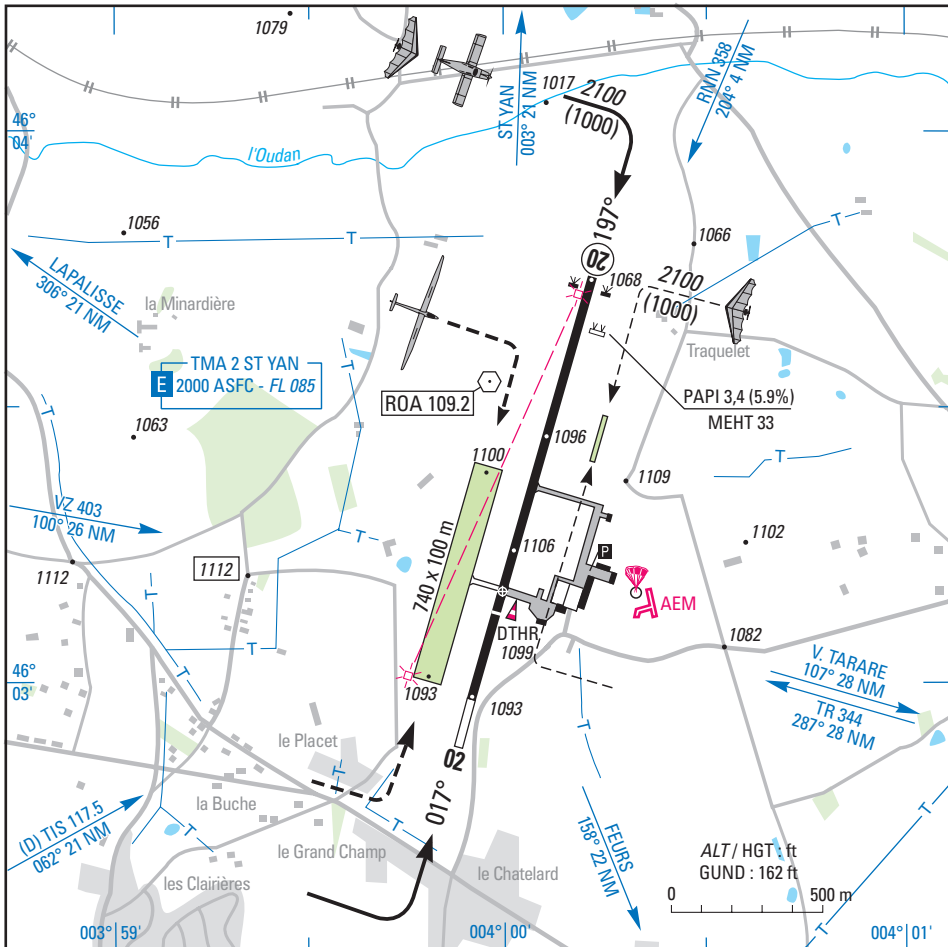 1079
ST YAN
003° 21 NM
1017
2100
(1000)
RNN 358
204° 4 NM
46°
04'
l'Oudan
1056
T
T
T
197°
1066
20
1068
2100
(1000)
LAPALISSE
306° 21 NM
la Minardière
Traquelet
TMA 2 ST YAN
E
2000 ASFC - FL 085
ROA 109.2
PAPI 3,4 (5.9%)
MEHT 33
T
T
1063
1096
1100
T
1109
VZ 403
100° 26 NM
T
740 x 100 m
1102
1112
1112
1106
P
T
AEM
DTHR
1099
1082
T
46°
03'
1093
1093
V. TARARE
107° 28 NM
TR 344
287° 28 NM
T
T
le Placet
02
T
la Buche
T
017°
(D) TIS 117.5
062° 21 NM
T
T
le Grand Champ
FEURS
158° 22 NM
ALT / HGT : ft
GUND : 162 ft
T
les Clairières
le Chatelard
0
500 m
003° 59'
004° 00'
004° 01'